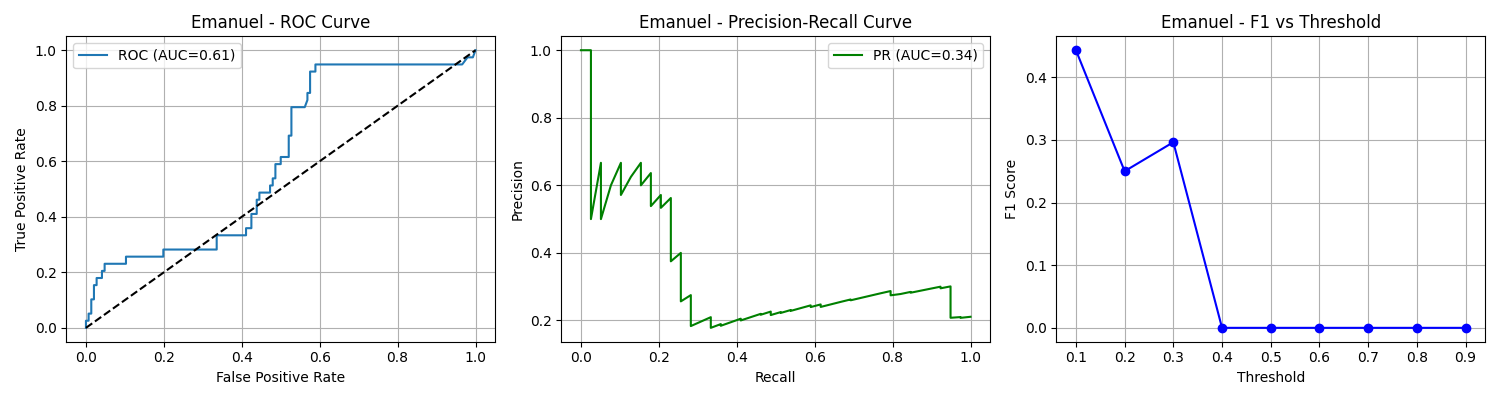 Emanuel - ROC Curve
ROC (AUC=0.61)
1.0
0.8
0.6
0.4
0.2
0.0
True Positive Rate
0.0 0.2 0.4 0.6 0.8 1.0
False Positive Rate
Emanuel - Precision-Recall Curve
PR (AUC=0.34)
1.0
0.8
0.6
0.4
0.2
Precision
0.0 0.2 0.4 0.6 0.8 1.0
Recall
Emanuel - F1 vs Threshold
0.4
0.3
0.2
0.1
0.0
F1 Score
0.1 0.2 0.3 0.4 0.5 0.6 0.7 0.8 0.9
Threshold